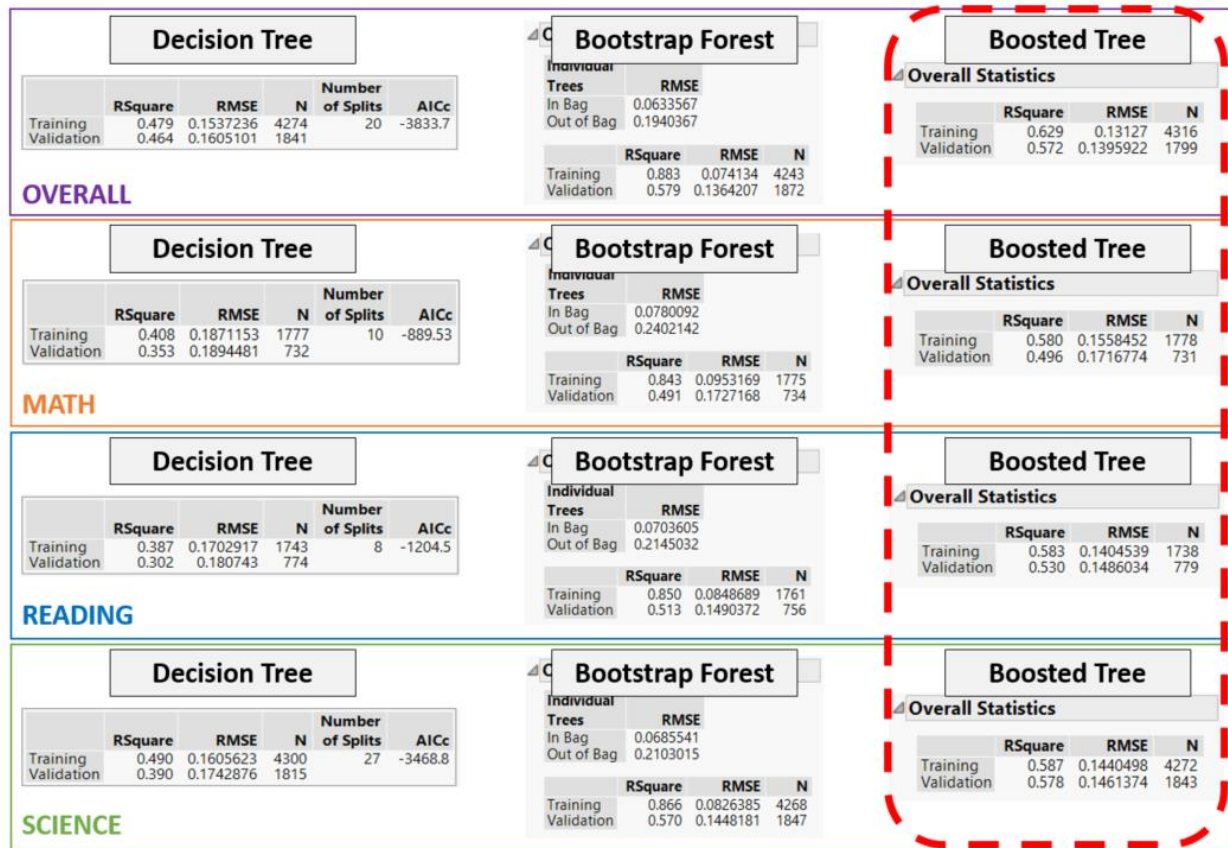 Decision Tree
Number
RSquare RMSE N of Splits AICc
Training 0.479 0.1537236 4274 20 -3833.7
Validation 0.464 0.1605101 1841
Bootstrap Forest
Individual
Trees RMSE
In Bag 0.0633567
Out of Bag 0.1940367
RSquare RMSE N
Training 0.883 0.074134 4243
Validation 0.579 0.1364207 1872
Boosted Tree
Overall Statistics
RSquare RMSE N
Training 0.629 0.13127 4316
Validation 0.572 0.1395922 1799
OVERALL
Decision Tree
Number
RSquare RMSE N of Splits AICc
Training 0.408 0.1871153 1777 10 -889.53
Validation 0.353 0.1894481 732
Bootstrap Forest
Individual
Trees RMSE
In Bag 0.0780092
Out of Bag 0.2402142
RSquare RMSE N
Training 0.843 0.0953169 1775
Validation 0.491 0.1727168 734
Boosted Tree
Overall Statistics
RSquare RMSE N
Training 0.580 0.1558452 1778
Validation 0.496 0.1716774 731
MATH
Decision Tree
Number
RSquare RMSE N of Splits AICc
Training 0.387 0.1702917 1743 8 -1204.5
Validation 0.302 0.180743 774
Bootstrap Forest
Individual
Trees RMSE
In Bag 0.0703605
Out of Bag 0.2145032
RSquare RMSE N
Training 0.850 0.0848689 1761
Validation 0.513 0.1490372 756
Boosted Tree
Overall Statistics
RSquare RMSE N
Training 0.583 0.1404539 1738
Validation 0.530 0.1486034 779
READING
Decision Tree
Number
RSquare RMSE N of Splits AICc
Training 0.490 0.1605623 4300 27 -3468.8
Validation 0.390 0.1742876 1815
Bootstrap Forest
Individual
Trees RMSE
In Bag 0.0685541
Out of Bag 0.2103015
RSquare RMSE N
Training 0.866 0.0826385 4268
Validation 0.570 0.1448181 1847
Boosted Tree
Overall Statistics
RSquare RMSE N
Training 0.587 0.1440498 4272
Validation 0.578 0.1461374 1843
SCIENCE